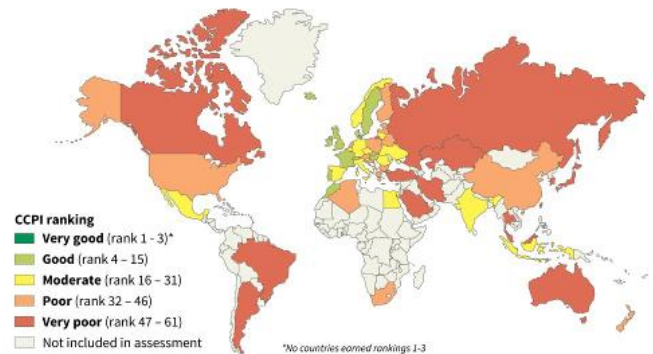 CCPI ranking
Very good (rank 1 - 3)*
Good (rank 4 – 15)
Moderate (rank 16 – 31)
Poor (rank 32 – 46)
Very poor (rank 47 – 61)
Not included in assessment
*No countries earned rankings 1-3